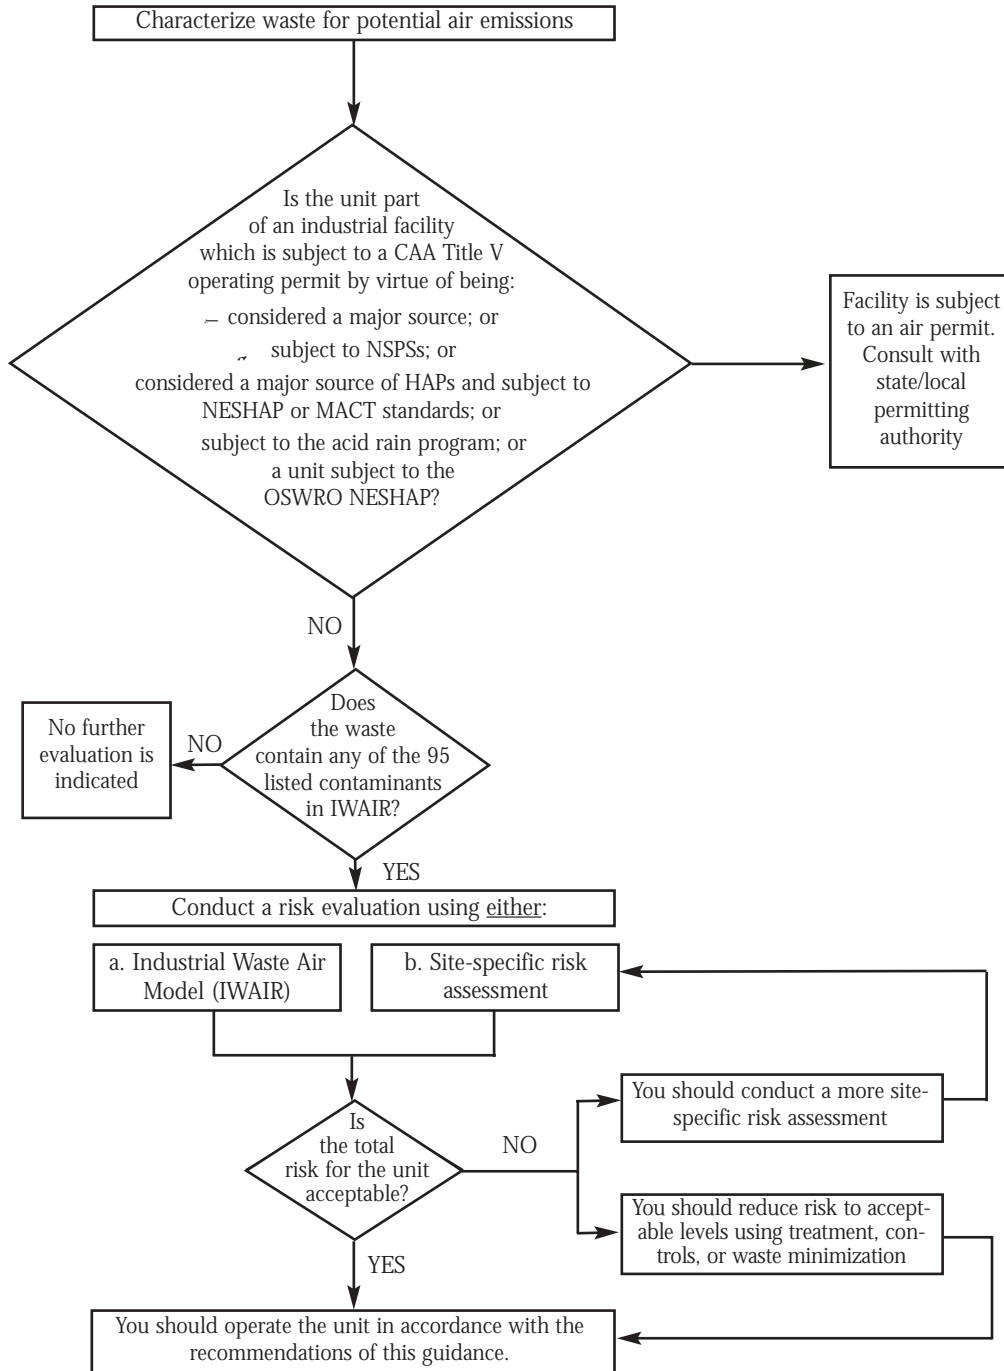 Characterize waste for potential air emissions
Is the unit part
of an industrial facility
which is subject to a CAA Title V
operating permit by virtue of being:
– considered a major source; or
subject to NSPSs; or
considered a major source of HAPs and subject to
NESHAP or MACT standards; or
subject to the acid rain program; or
a unit subject to the
OSWRO NESHAP?
Facility is subject
to an air permit.
Consult with
state/local
permitting
authority
NO
Does
the waste
contain any of the 95
listed contaminants
in IWAIR?
NO
No further
evaluation is
indicated
YES
Conduct a risk evaluation using either:
a. Industrial Waste Air
Model (IWAIR)
b. Site-specific risk
assessment
Is
the total
risk for the unit
acceptable?
NO
You should conduct a more site-
specific risk assessment
You should reduce risk to accept-
able levels using treatment, con-
trols, or waste minimization
YES
You should operate the unit in accordance with the
recommendations of this guidance.